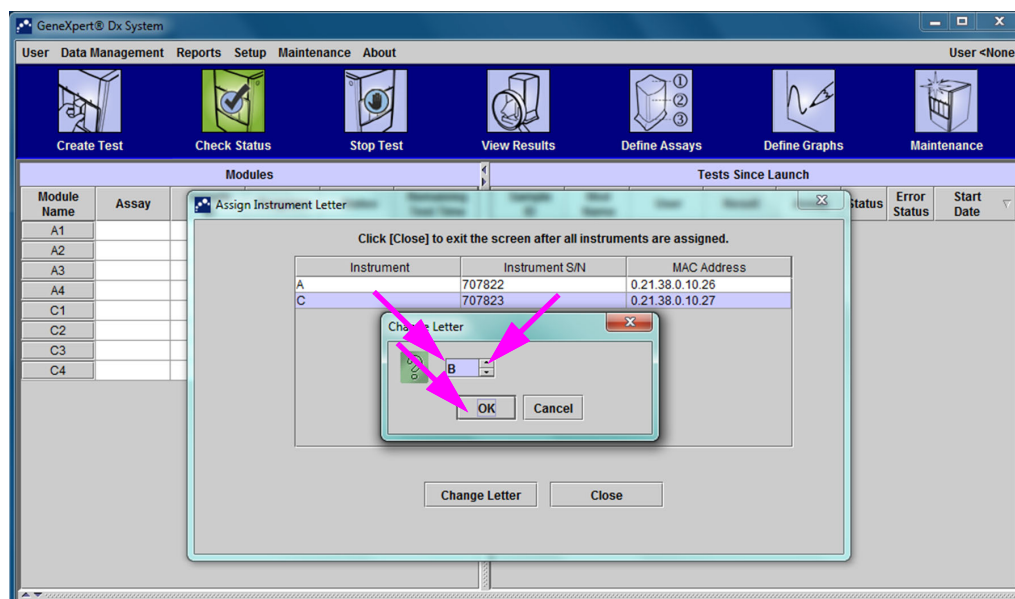 GeneXpert® Dx System
User Data Management Reports Setup Maintenance About User <None
Create Test Check Status Stop Test View Results Define Assays Define Graphs Maintenance
① ② ③
Modules Tests Since Launch
Module Name Assay Status Error Status Start Date
A1
A2
A3
A4
C1
C2
C3
C4
Assign Instrument Letter
Click [Close] to exit the screen after all instruments are assigned.
Instrument Instrument S/N MAC Address
A 707822 0.21.38.0.10.26
C 707823 0.21.38.0.10.27
Change Letter
B
OK Cancel
Change Letter Close